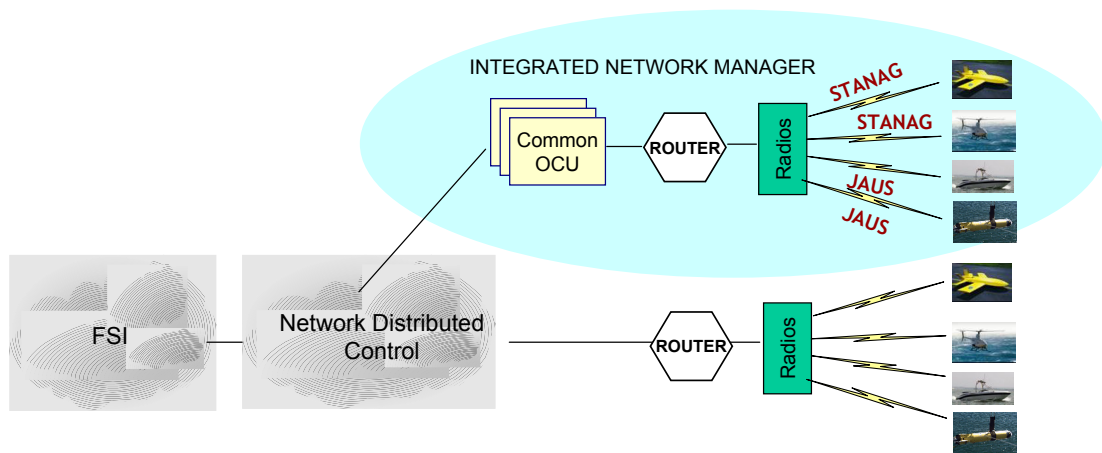 INTEGRATED NETWORK MANAGER
STANAG
STANAG
Common
OCU
ROUTER
Radios
JAUS
JAUS
FSI
Network Distributed
Control
ROUTER
Radios